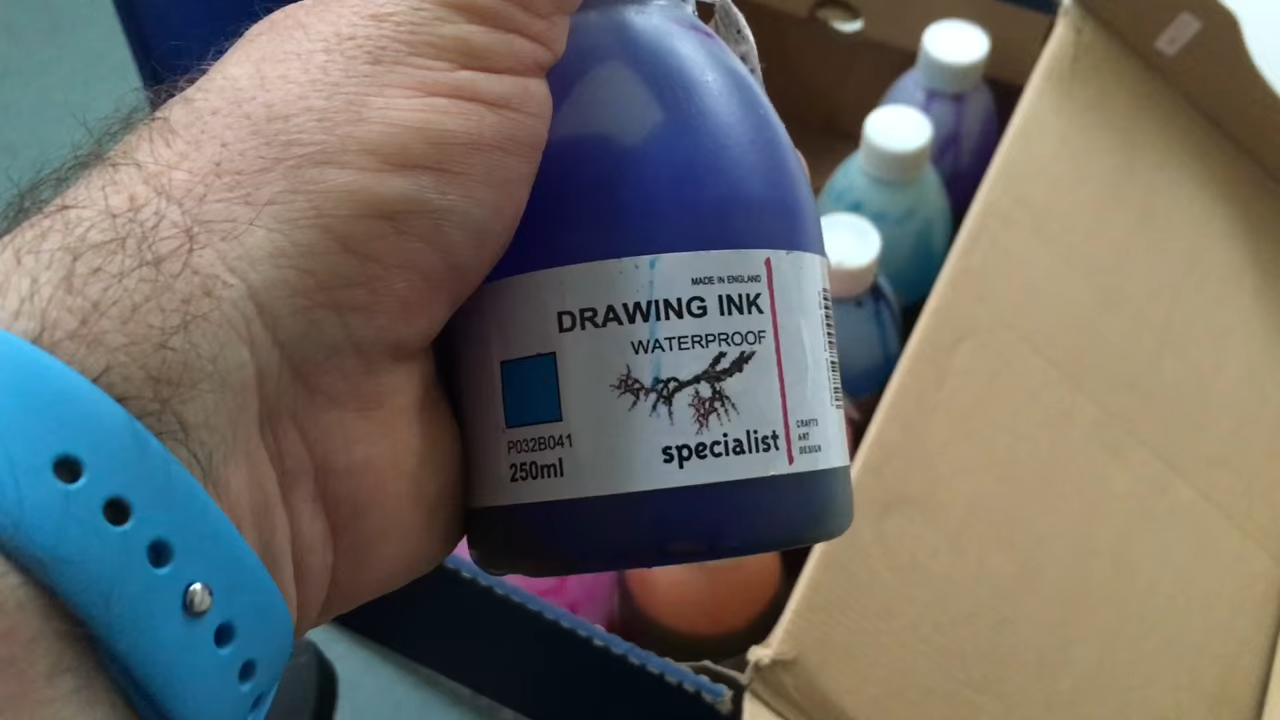 MADE IN ENGLAND
DRAWING INK
WATERPROOF
P032B041
250ml
specialist
CRAFTS
ART
DESIGN